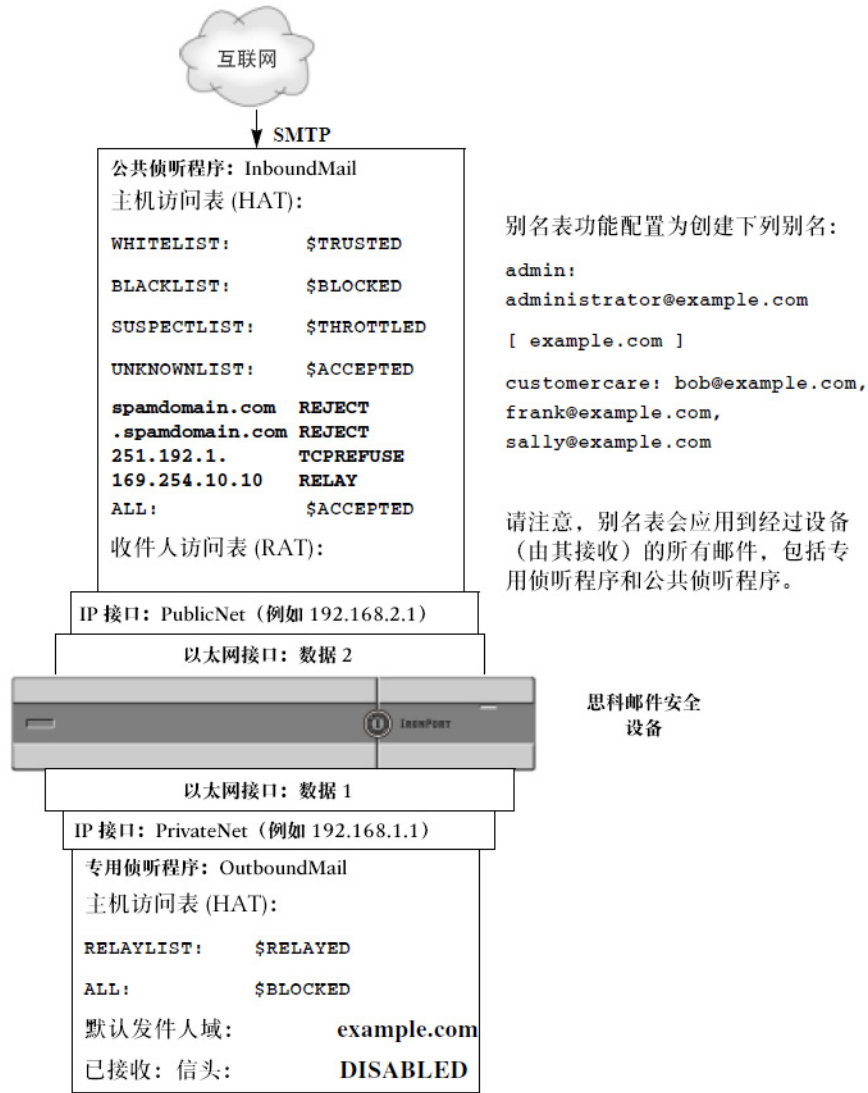 互联网
SMTP
公共侦听程序：InboundMail
主机访问表 (HAT)：
WHITELIST: $TRUSTED
BLACKLIST: $BLOCKED
SUSPECTLIST: $THROTTLED
UNKNOWNLIST: $ACCEPTED
spamdomain.com REJECT
.spamdomain.com REJECT
251.192.1. TCPREFUSE
169.254.10.10 RELAY
ALL: $ACCEPTED
收件人访问表 (RAT)：
IP 接口：PublicNet（例如 192.168.2.1）
以太网接口：数据 2
别名表功能配置为创建下列别名：
admin:
administrator@example.com
[ example.com ]
customercare: bob@example.com,
frank@example.com,
sally@example.com
请注意，别名表会应用到经过设备
（由其接收）的所有邮件，包括专
用侦听程序和公共侦听程序。
IRONPORT
思科邮件安全
设备
以太网接口：数据 1
IP 接口：PrivateNet（例如 192.168.1.1）
专用侦听程序：OutboundMail
主机访问表 (HAT)：
RELAYLIST: $RELAYED
ALL: $BLOCKED
默认发件人域： example.com
已接收：信头： DISABLED